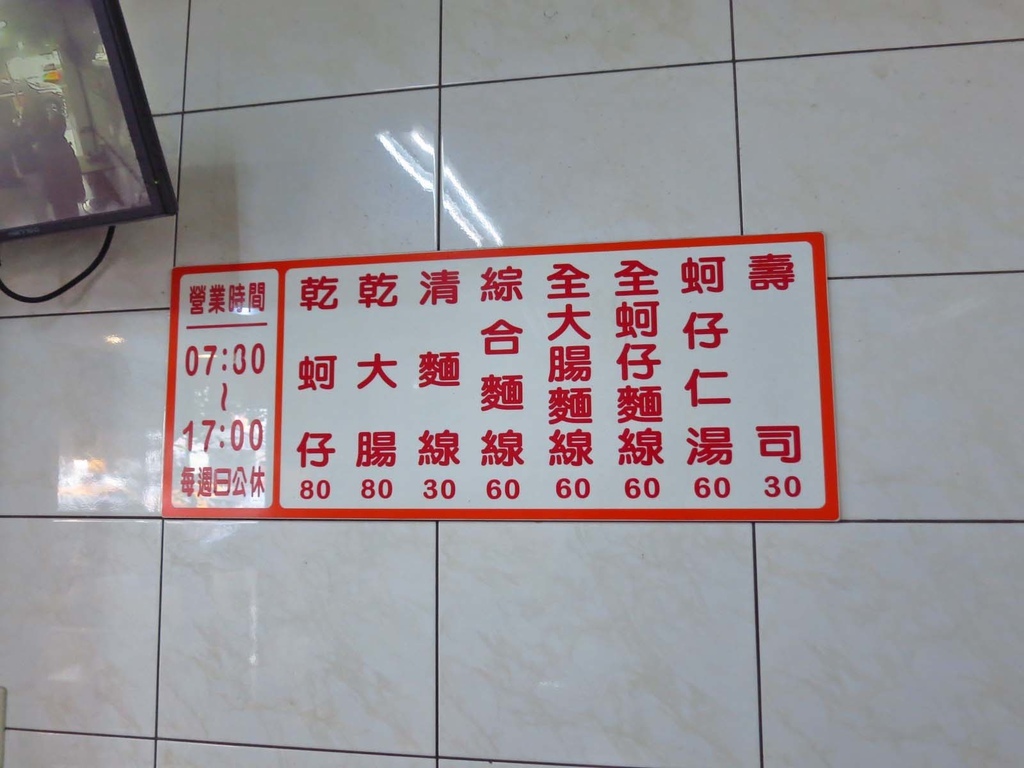 營業時間
07:30
~
17:00
每週日公休
乾蚵仔 80
乾大腸 80
清麵線 30
綜合麵線 60
全大腸麵線 60
全蚵仔麵線 60
蚵仔仁湯 60
壽司 30